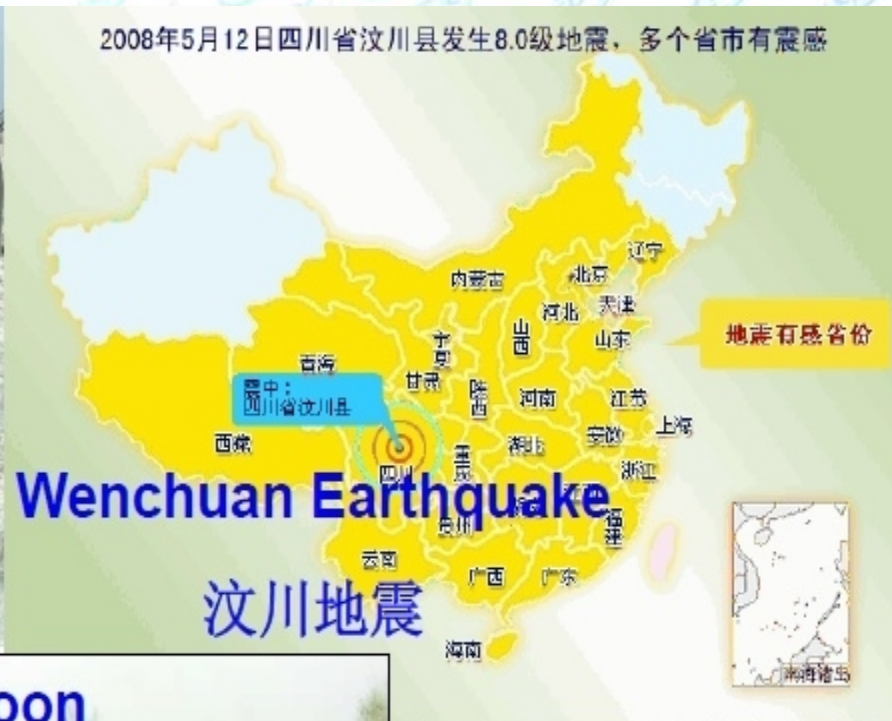 2008年5月12日四川省汶川县发生8.0级地震，多个省市有震感
辽宁
北京
内蒙古
天津
河北
山西
宁夏
山东
地震有感省份
青海
甘肃
陕西
河南
江苏
震中：
四川省汶川县
上海
安徽
湖北
西藏
重庆
浙江
四川
Wenchuan Earthquake
贵州
福建
云南
广西
广东
汶川地震
海南
南海诸岛
oon